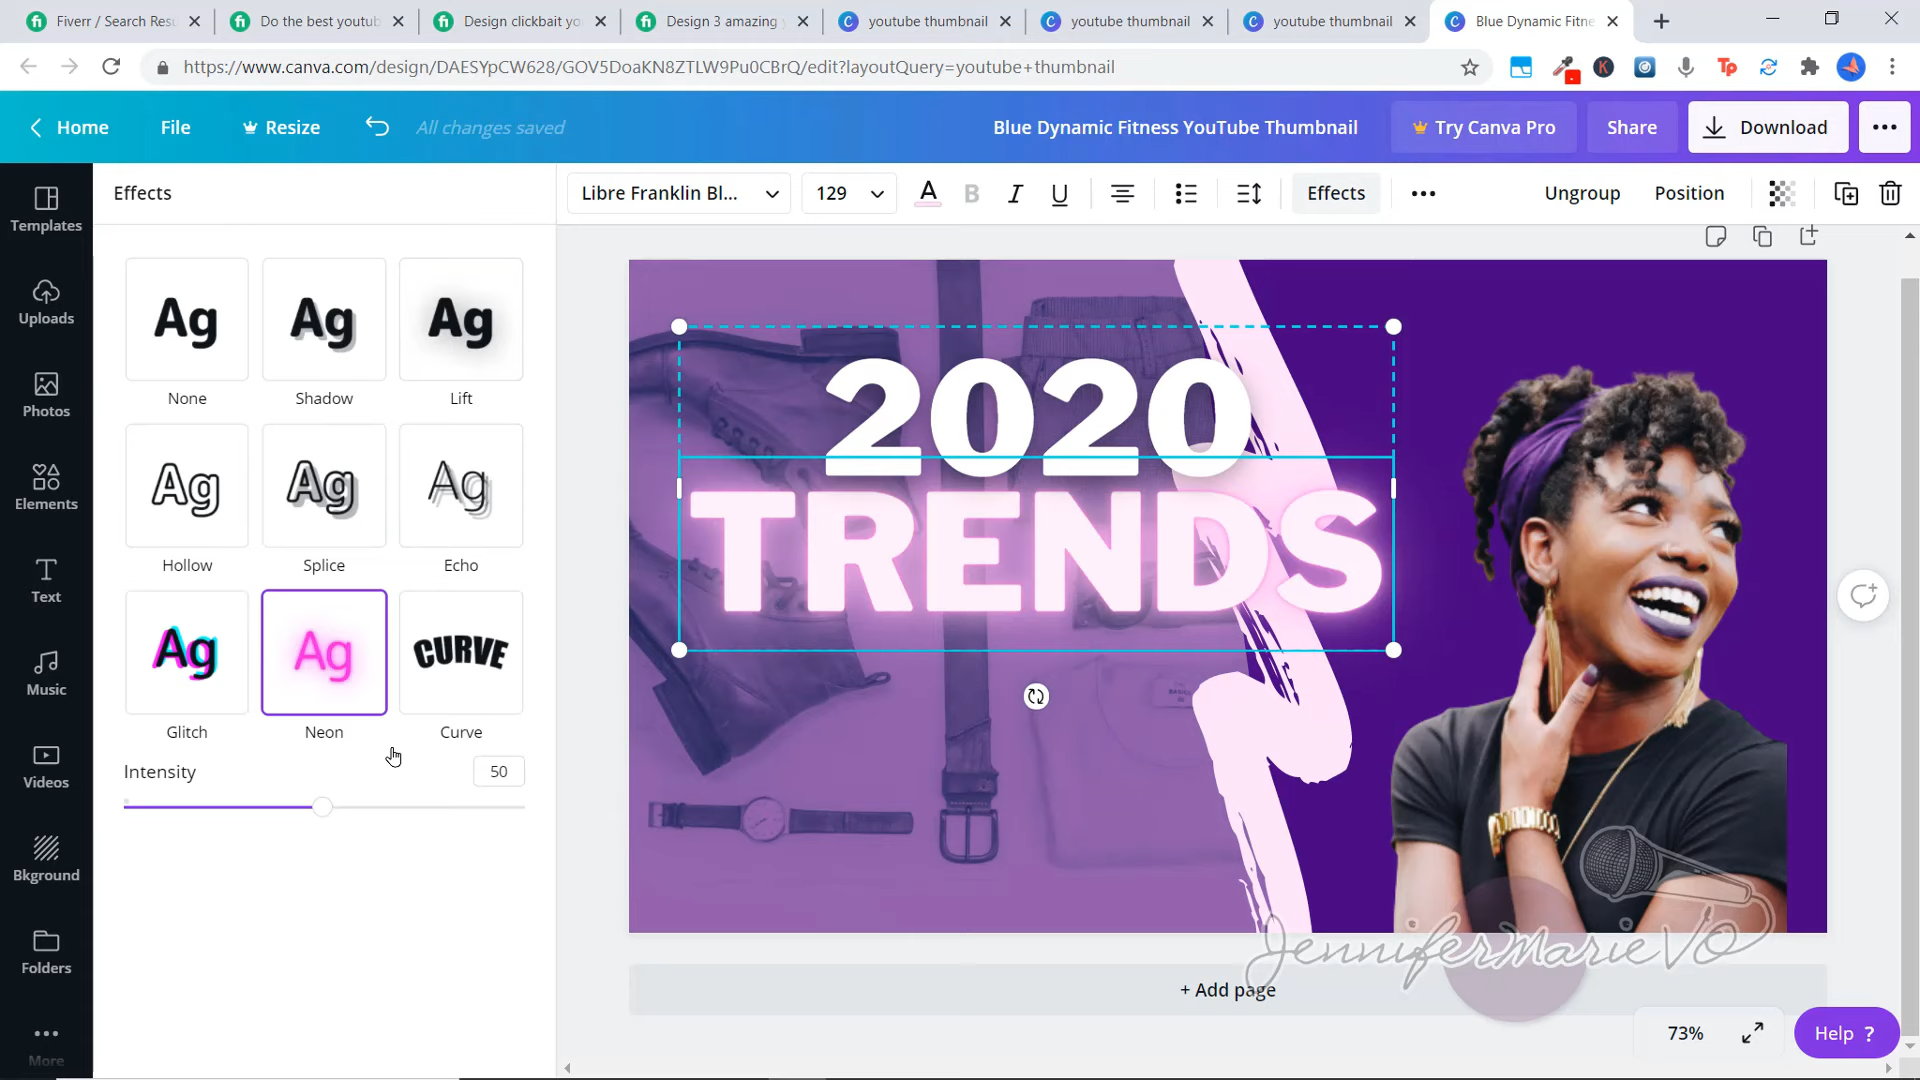 Fiverr / Search Res
Do the best youtub
Design clickbait yo
Design 3 amazing y
youtube thumbnail
youtube thumbnail
youtube thumbnail
Blue Dynamic Fitne
https://www.canva.com/design/DAESYpCW628/GOV5DoaKN8ZTLW9Pu0CBrQ/edit?layoutQuery=youtube+thumbnail
Home
File
Resize
All changes saved
Blue Dynamic Fitness YouTube Thumbnail
Try Canva Pro
Share
Download
Templates
Uploads
Photos
Elements
Text
Music
Videos
Bkground
Folders
More
Effects
Libre Franklin Bl...
129
A
B
I
U
Effects
Ungroup
Position
Ag
None
Ag
Shadow
Ag
Lift
Ag
Hollow
Ag
Splice
Ag
Echo
Ag
Glitch
Ag
Neon
CURVE
Curve
Intensity
50
2020
TRENDS
JenniferMarieVO
+ Add page
73%
Help ?